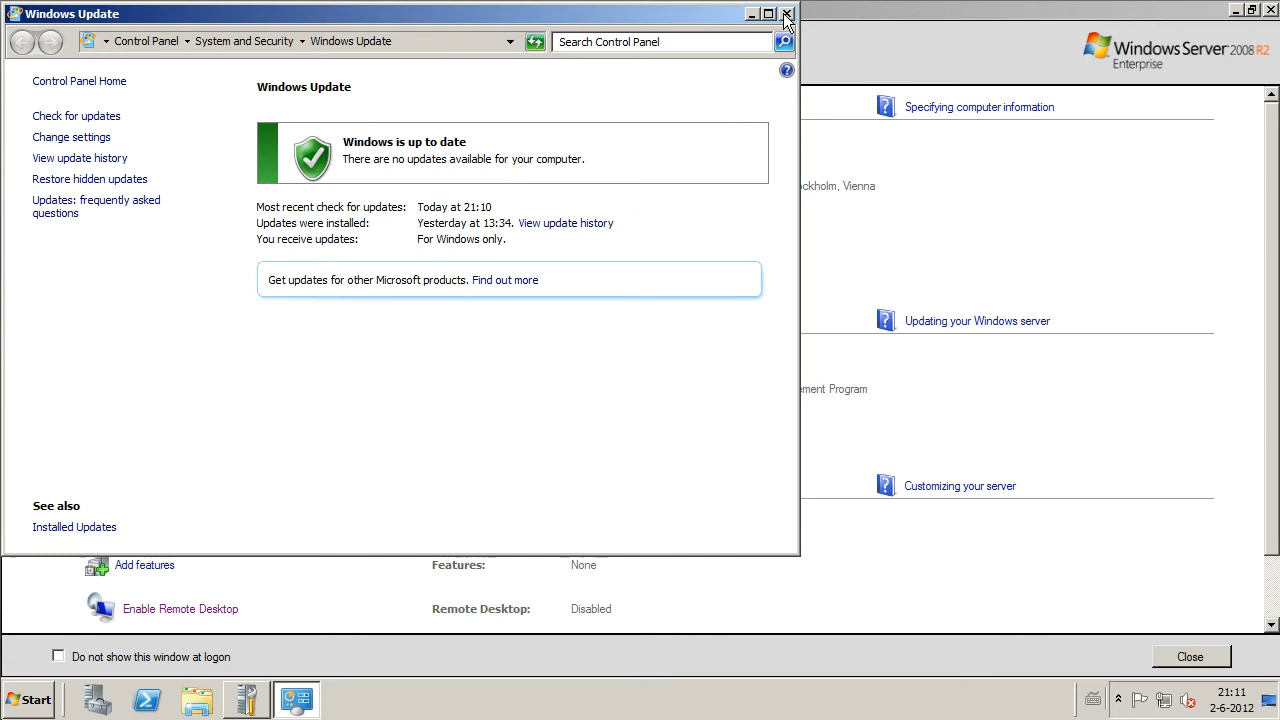 Windows Update
Control Panel
System and Security
Windows Update
Search Control Panel
Windows Server 2008 R2
Enterprise
Control Panel Home
Check for updates
Change settings
View update history
Restore hidden updates
Updates: frequently asked
questions
Windows Update
Windows is up to date
There are no updates available for your computer.
Most recent check for updates: Today at 21:10
Updates were installed: Yesterday at 13:34. View update history
You receive updates: For Windows only.
Get updates for other Microsoft products. Find out more
See also
Installed Updates
Specifying computer information
ockholm, Vienna
Updating your Windows server
ement Program
Customizing your server
Add features
Features: None
Enable Remote Desktop
Remote Desktop: Disabled
Do not show this window at logon
Close
Start
21:11
2-6-2012